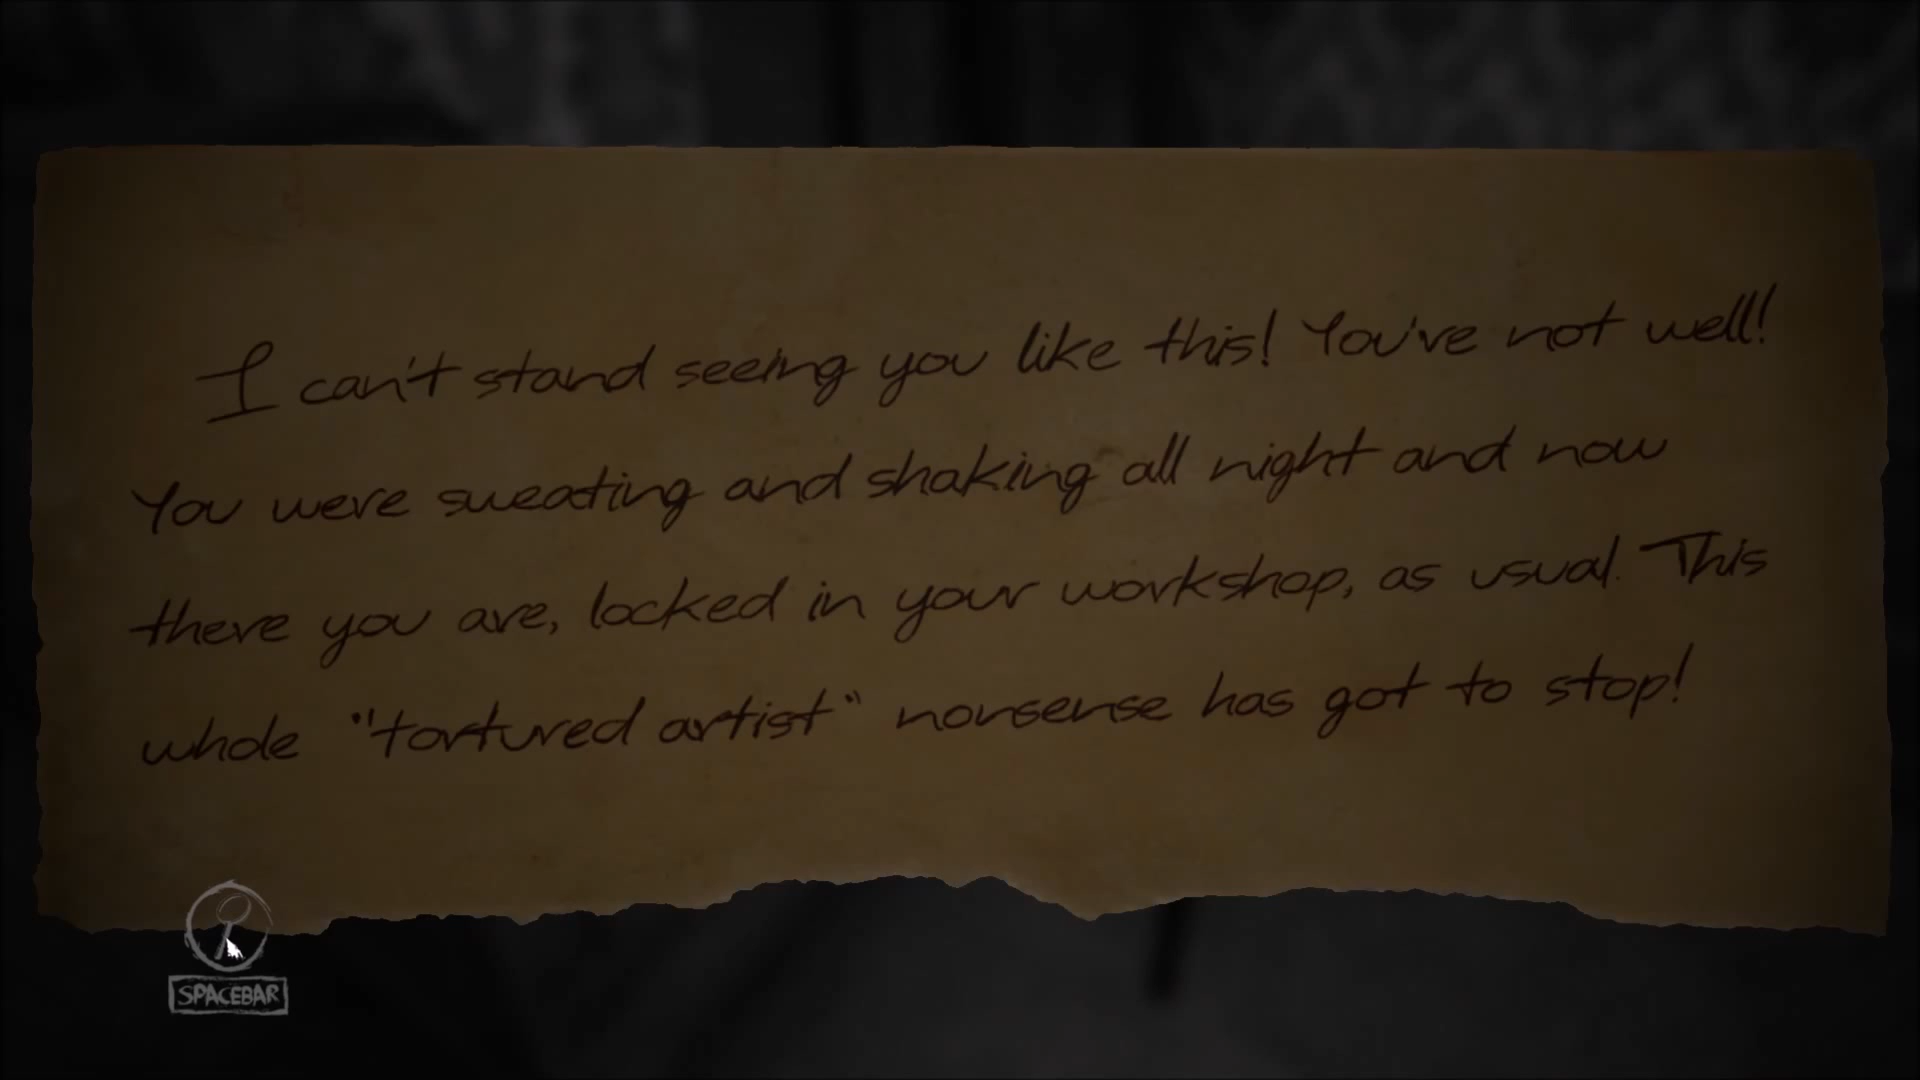 I can't stand seeing you like this! You've not well!
You were sweating and shaking all night and now
there you are, locked in your workshop, as usual. This
whole "tortured artist" nonsense has got to stop!
SPACEBAR